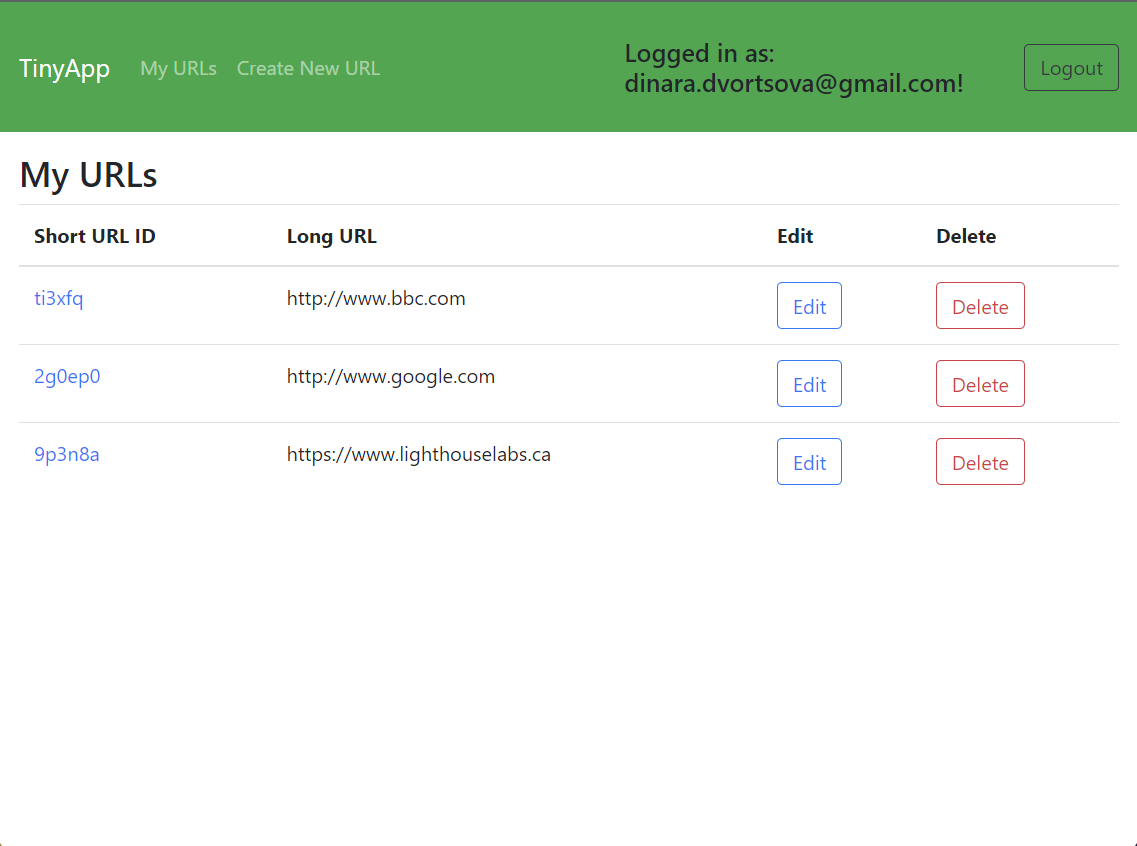 TinyApp My URLs Create New URL Logged in as:
dinara.dvortsova@gmail.com! Logout
My URLs
Short URL ID Long URL Edit Delete
ti3xfq http://www.bbc.com Edit Delete
2g0ep0 http://www.google.com Edit Delete
9p3n8a https://www.lighthouselabs.ca Edit Delete